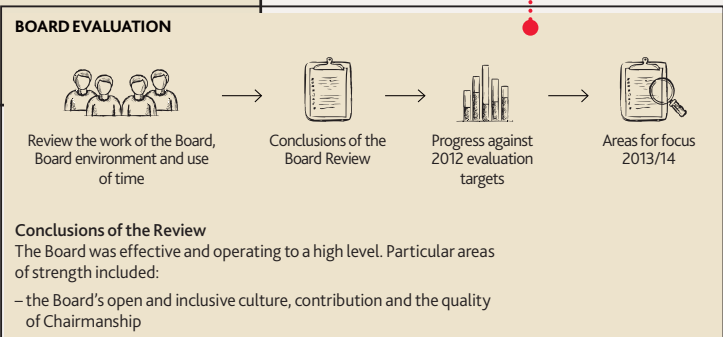 BOARD EVALUATION
Review the work of the Board,
Board environment and use
of time
Conclusions of the
Board Review
Progress against
2012 evaluation
targets
Areas for focus
2013/14
Conclusions of the Review
The Board was effective and operating to a high level. Particular areas
of strength included:
– the Board’s open and inclusive culture, contribution and the quality
of Chairmanship